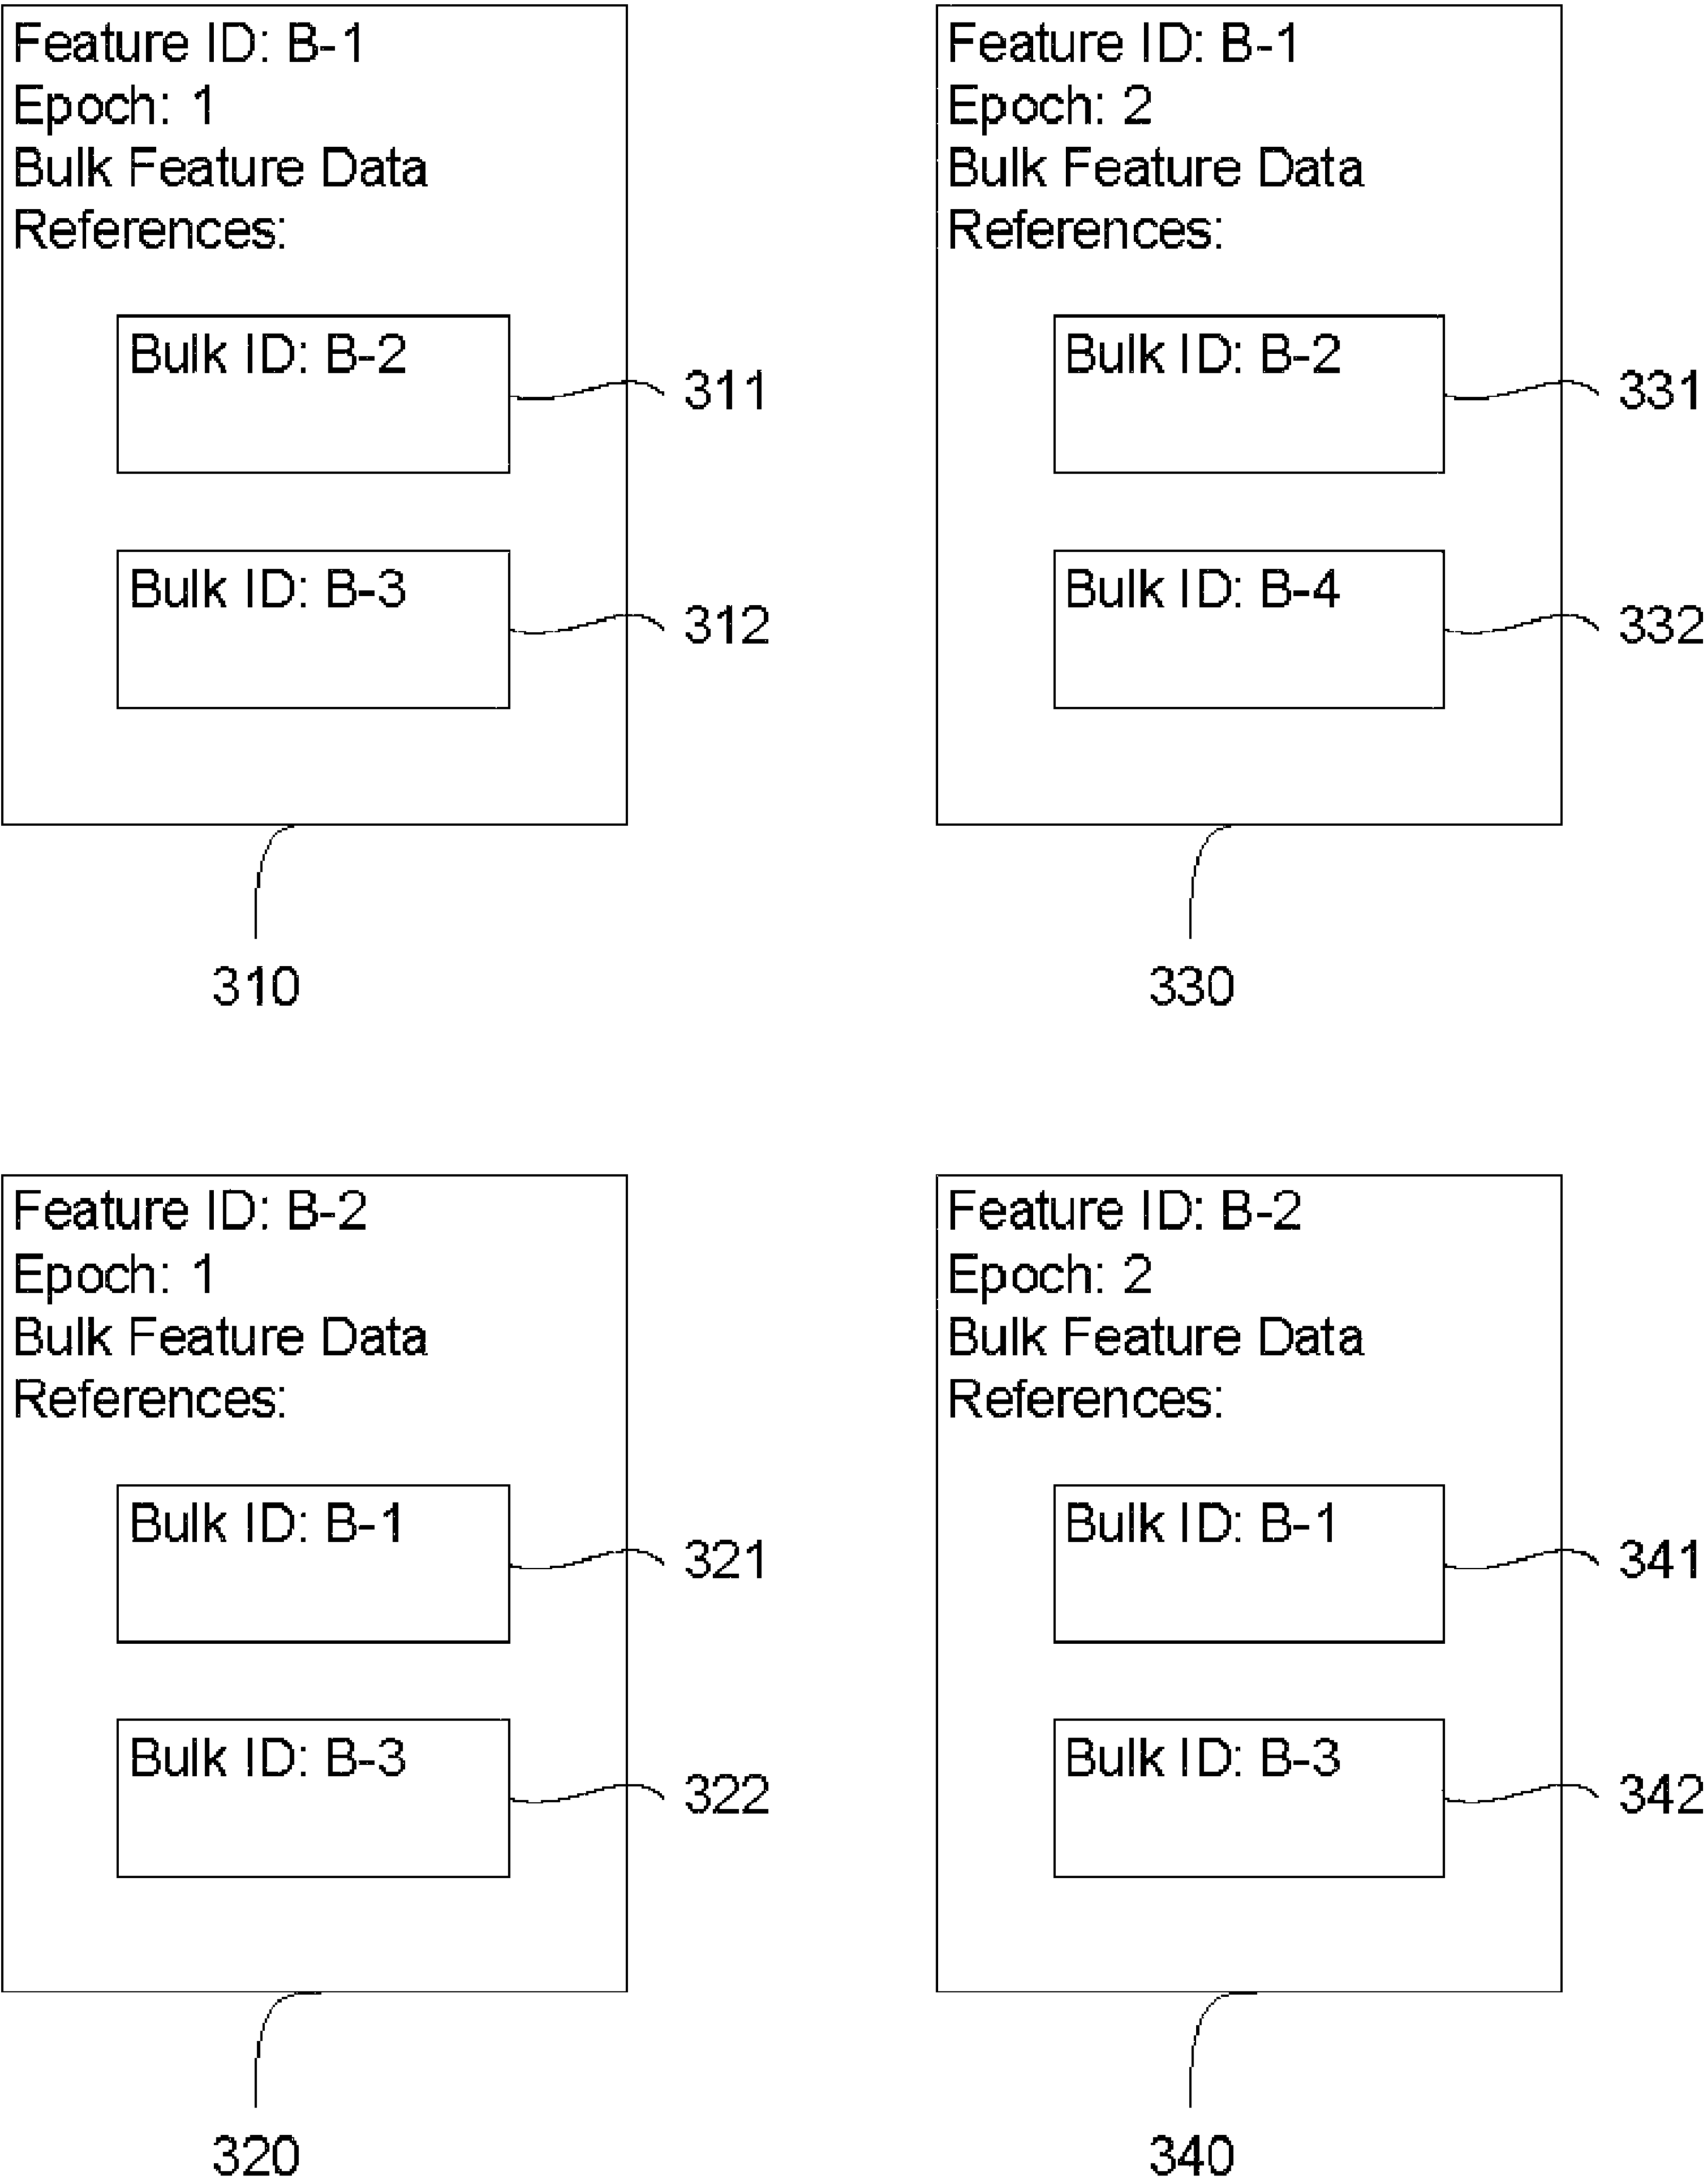 Feature ID: B-1
Epoch: 1
Bulk Feature Data
References:
Bulk ID: B-2
311
Bulk ID: B-3
312
310
Feature ID: B-1
Epoch: 2
Bulk Feature Data
References:
Bulk ID: B-2
331
Bulk ID: B-4
332
330
Feature ID: B-2
Epoch: 1
Bulk Feature Data
References:
Bulk ID: B-1
321
Bulk ID: B-3
322
320
Feature ID: B-2
Epoch: 2
Bulk Feature Data
References:
Bulk ID: B-1
341
Bulk ID: B-3
342
340